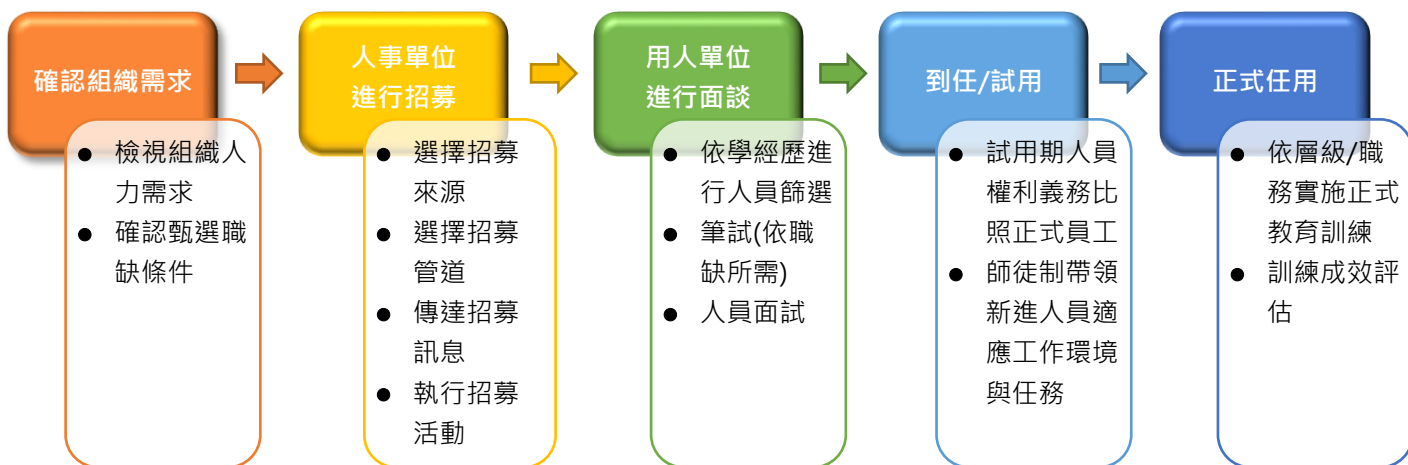 確認組織需求
● 檢視組織人
力需求
● 確認甄選職
缺條件
人事單位
進行招募
● 選擇招募
來源
● 選擇招募
管道
● 傳達招募
訊息
● 執行招募
活動
用人單位
進行面談
● 依學經歷進
行人員篩選
● 筆試(依職
缺所需)
● 人員面試
到任/試用
● 試用期人員
權利義務比
照正式員工
● 師徒制帶領
新進人員適
應工作環境
與任務
正式任用
● 依層級/職
務實施正式
教育訓練
● 訓練成效評
估